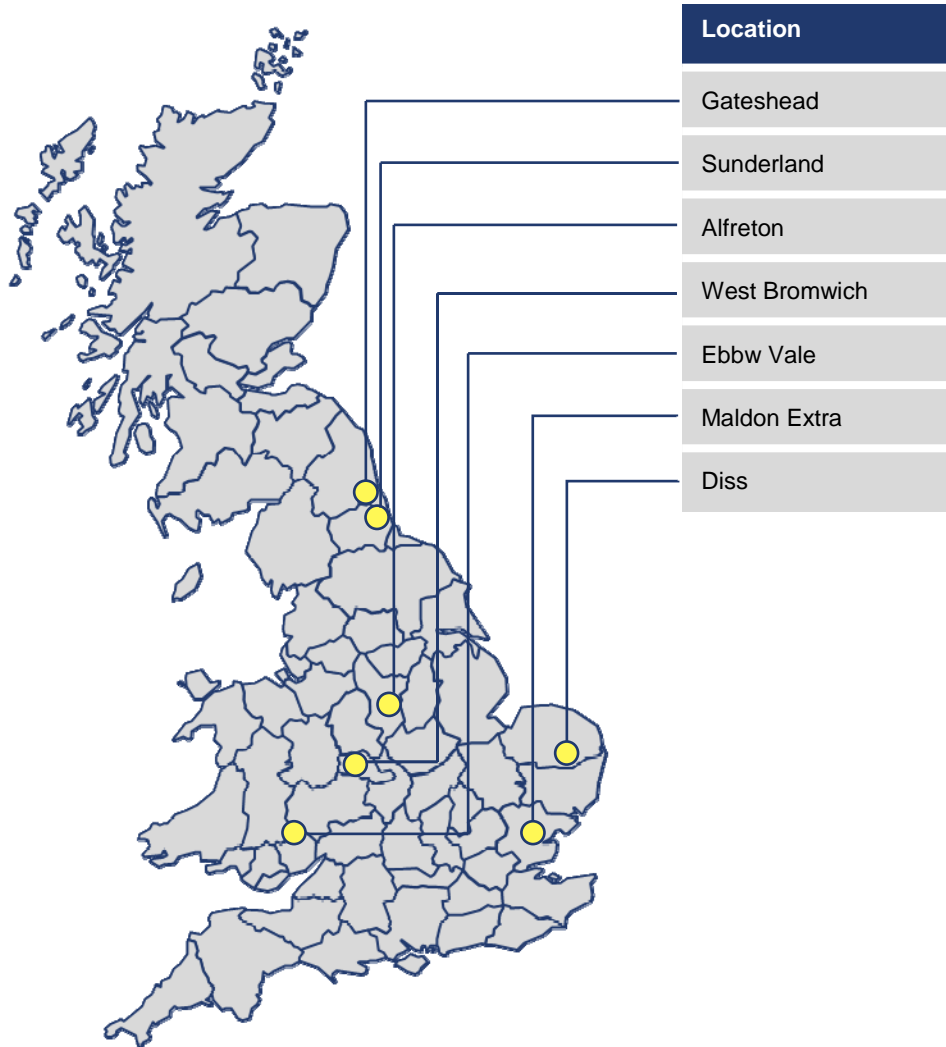 Location
Gateshead
Sunderland
Alfreton
West Bromwich
Ebbw Vale
Maldon Extra
Diss